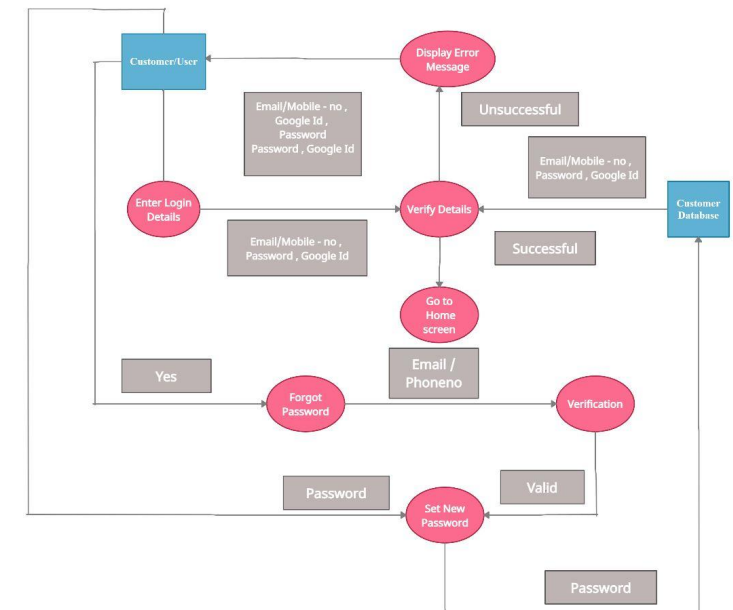 Customer/User
Display Error
Message
Email/Mobile - no ,
Google Id ,
Password
Password , Google Id
Unsuccessful
Email/Mobile - no ,
Password , Google Id
Enter Login
Details
Verify Details
Customer
Database
Email/Mobile - no ,
Password , Google Id
Successful
Go to
Home
screen
Yes
Email /
Phoneno
Forgot
Password
Verification
Password
Valid
Set New
Password
Password